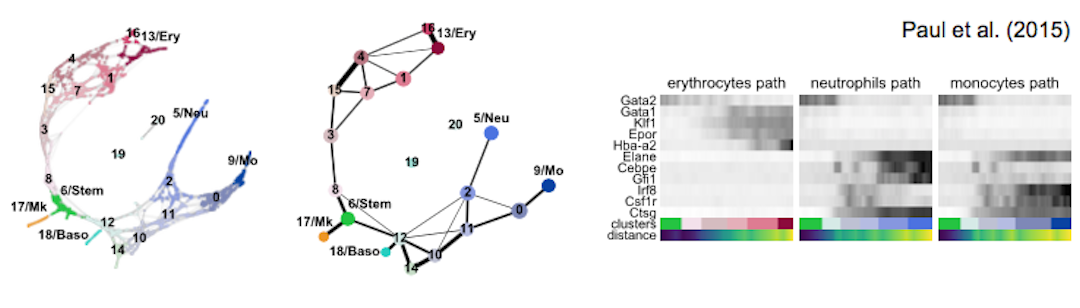 Paul et al. (2015)
16
13/Ery
4
1
15
7
3
20
5/Neu
19
9/Mo
8
6/Stem
2
0
17/Mk
12
11
18/Baso
10
14
16
13/Ery
4
1
15
7
3
20
5/Neu
19
9/Mo
8
2
6/Stem
0
17/Mk
12
11
18/Baso
10
14
erythrocytes path neutrophils path monocytes path
Gata2
Gata1
Klf1
Epor
Hba-a2
Elane
Cebpe
Gfi1
Irf8
Csf1r
Ctsg
clusters
distance